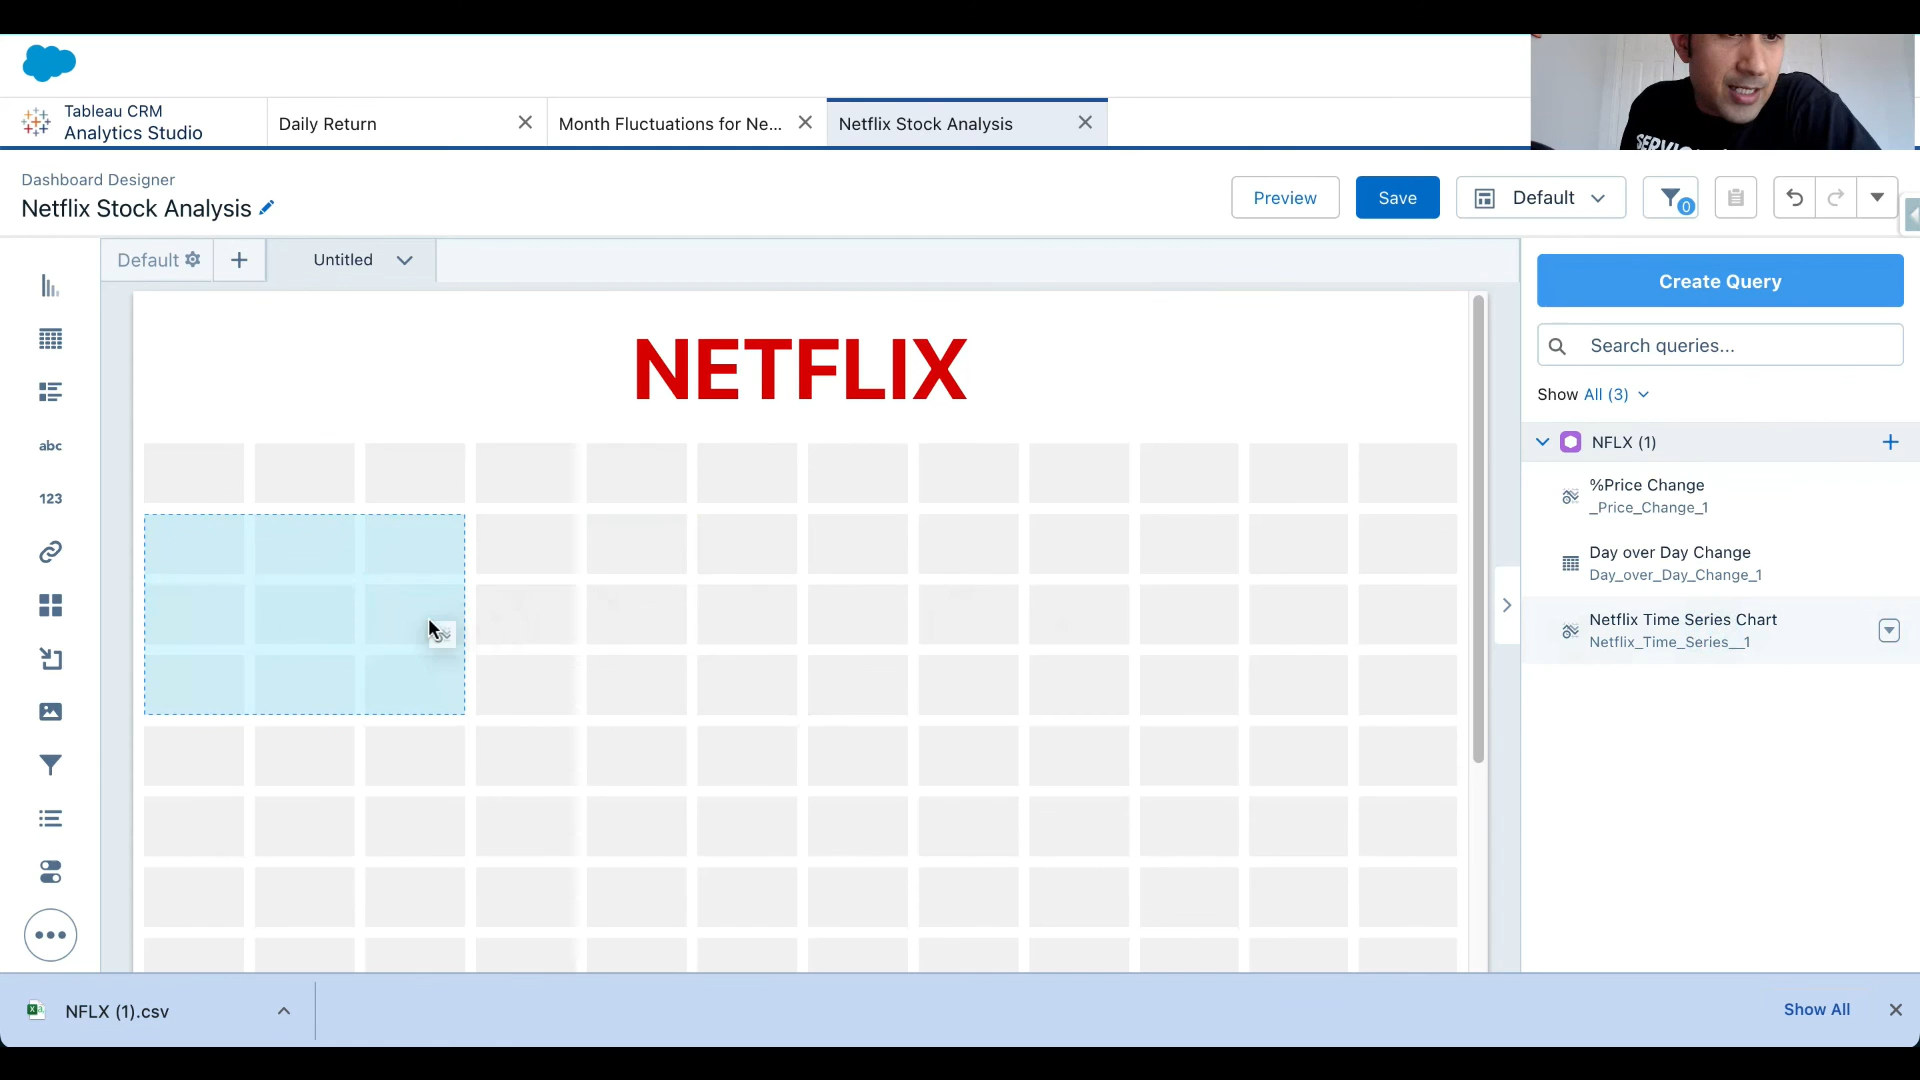 Tableau CRM
Analytics Studio
Daily Return
Month Fluctuations for Ne...
Netflix Stock Analysis
Dashboard Designer
Netflix Stock Analysis
Preview
Save
Default
0
Default
Untitled
Create Query
Search queries...
Show All (3)
NETFLIX
abc
123
NFLX (1)
%Price Change
_Price_Change_1
Day over Day Change
Day_over_Day_Change_1
Netflix Time Series Chart
Netflix_Time_Series__1
NFLX (1).csv
Show All